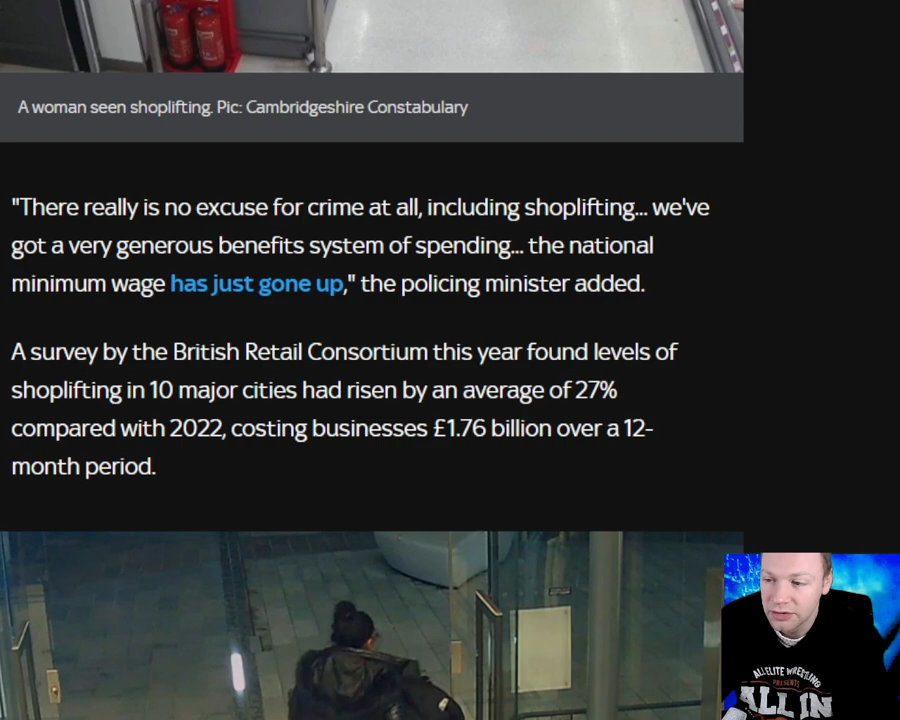 A woman seen shoplifting. Pic: Cambridgeshire Constabulary
"There really is no excuse for crime at all, including shoplifting... we've
got a very generous benefits system of spending... the national
minimum wage has just gone up," the policing minister added.
A survey by the British Retail Consortium this year found levels of
shoplifting in 10 major cities had risen by an average of 27%
compared with 2022, costing businesses £1.76 billion over a 12-
month period.
ALL ELITE WRESTLING
PRESENTS
ALL IN